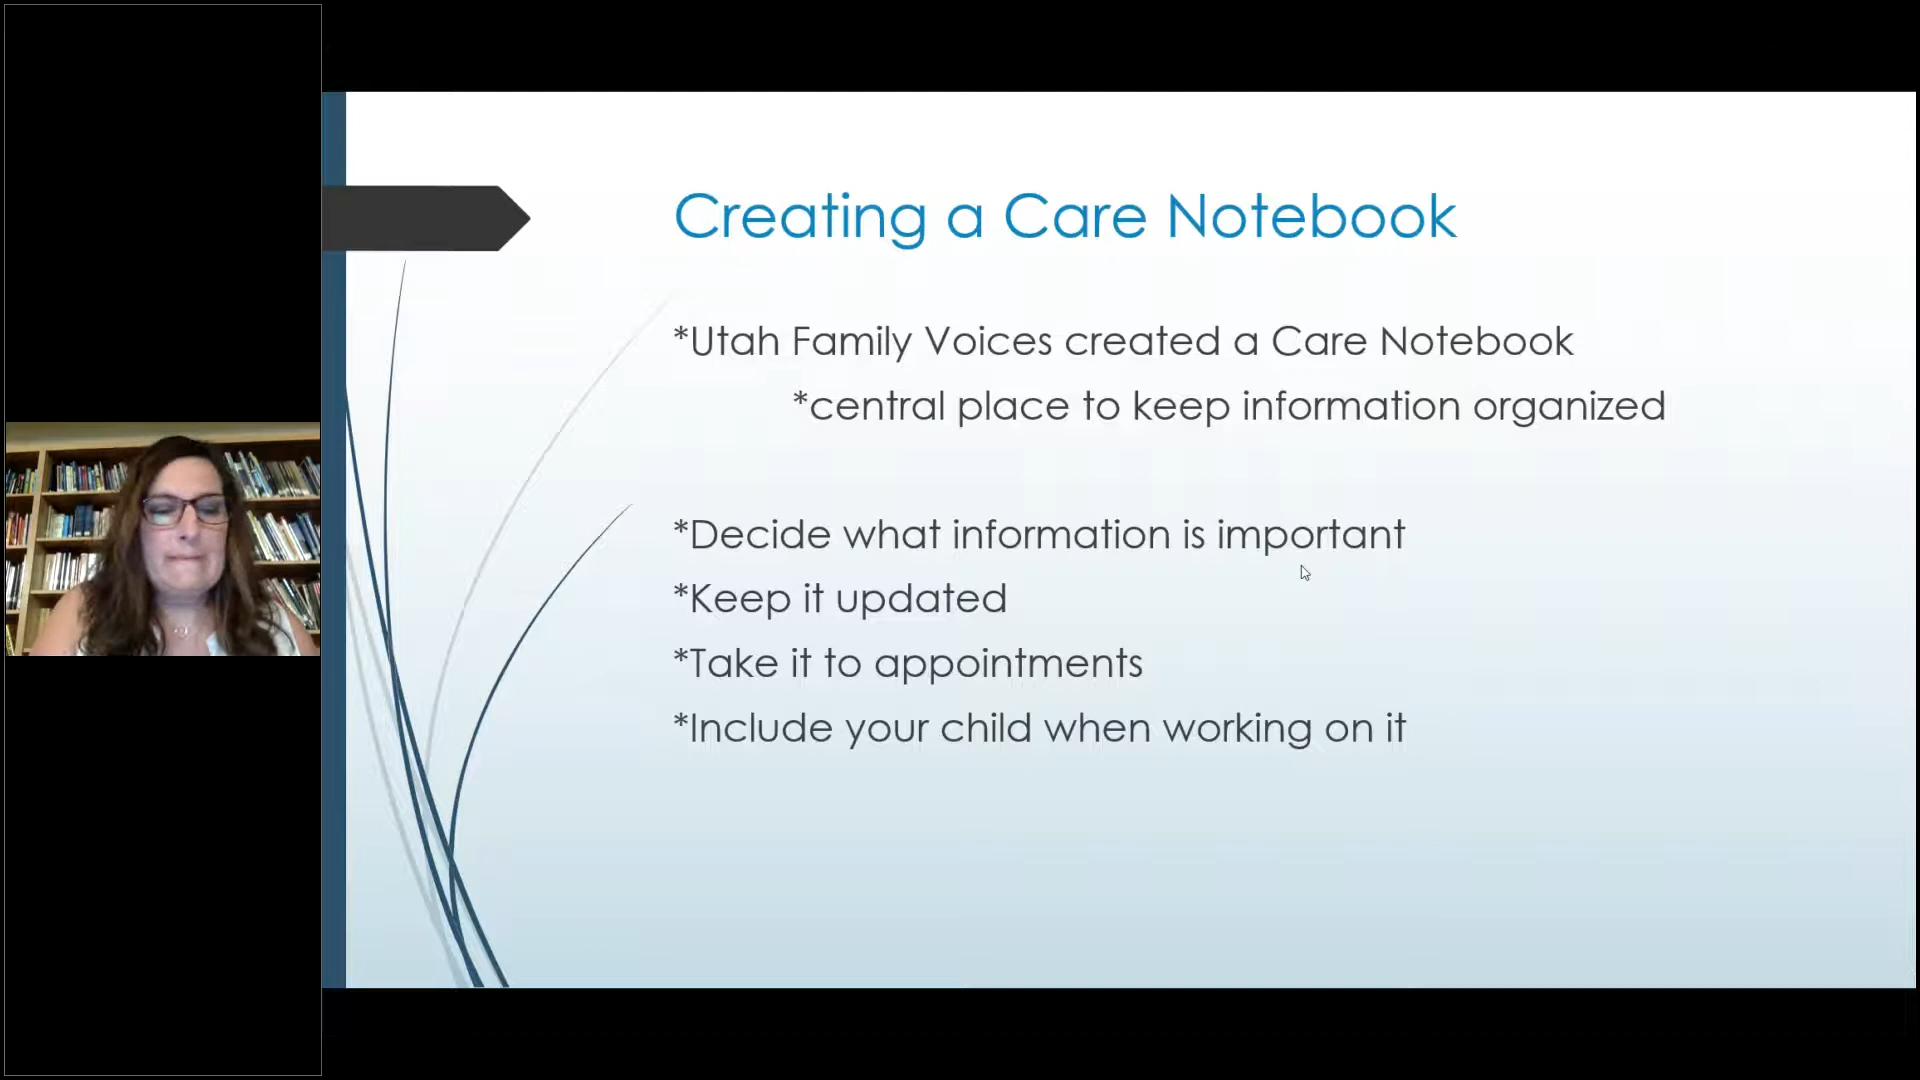 Creating a Care Notebook
*Utah Family Voices created a Care Notebook
*central place to keep information organized
*Decide what information is important
*Keep it updated
*Take it to appointments
*Include your child when working on it